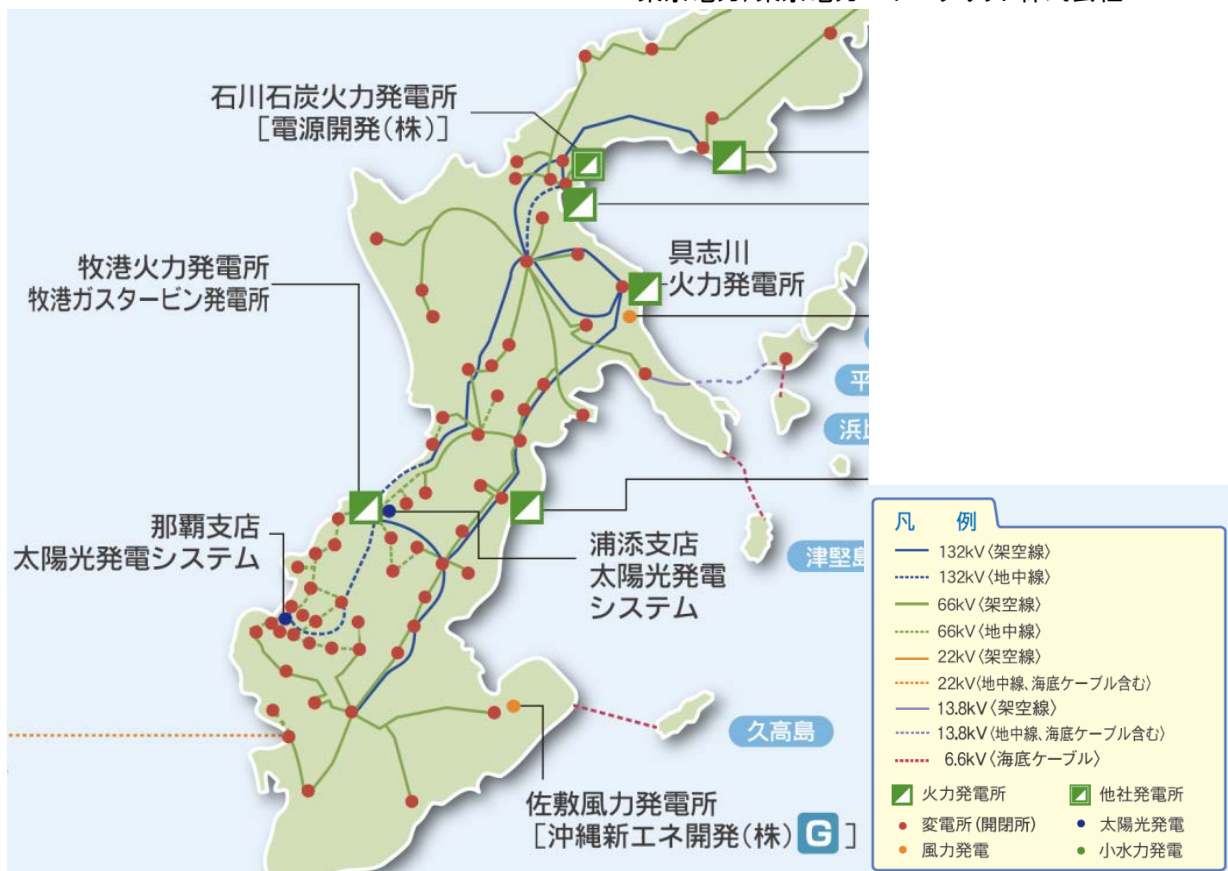 石川石炭火力発電所
［電源開発（株）］
牧港火力発電所
牧港ガスタービン発電所
具志川
火力発電所
平
浜比
那覇支店
太陽光発電システム
浦添支店
太陽光発電
システム
津堅島
久高島
佐敷風力発電所
［沖縄新エネ開発（株）G］
凡 例
132kV〈架空線〉
132kV〈地中線〉
66kV〈架空線〉
66kV〈地中線〉
22kV〈架空線〉
22kV〈地中線、海底ケーブル含む〉
13.8kV〈架空線〉
13.8kV〈地中線、海底ケーブル含む〉
6.6kV〈海底ケーブル〉
火力発電所
他社発電所
変電所（開閉所）
太陽光発電
風力発電
小水力発電